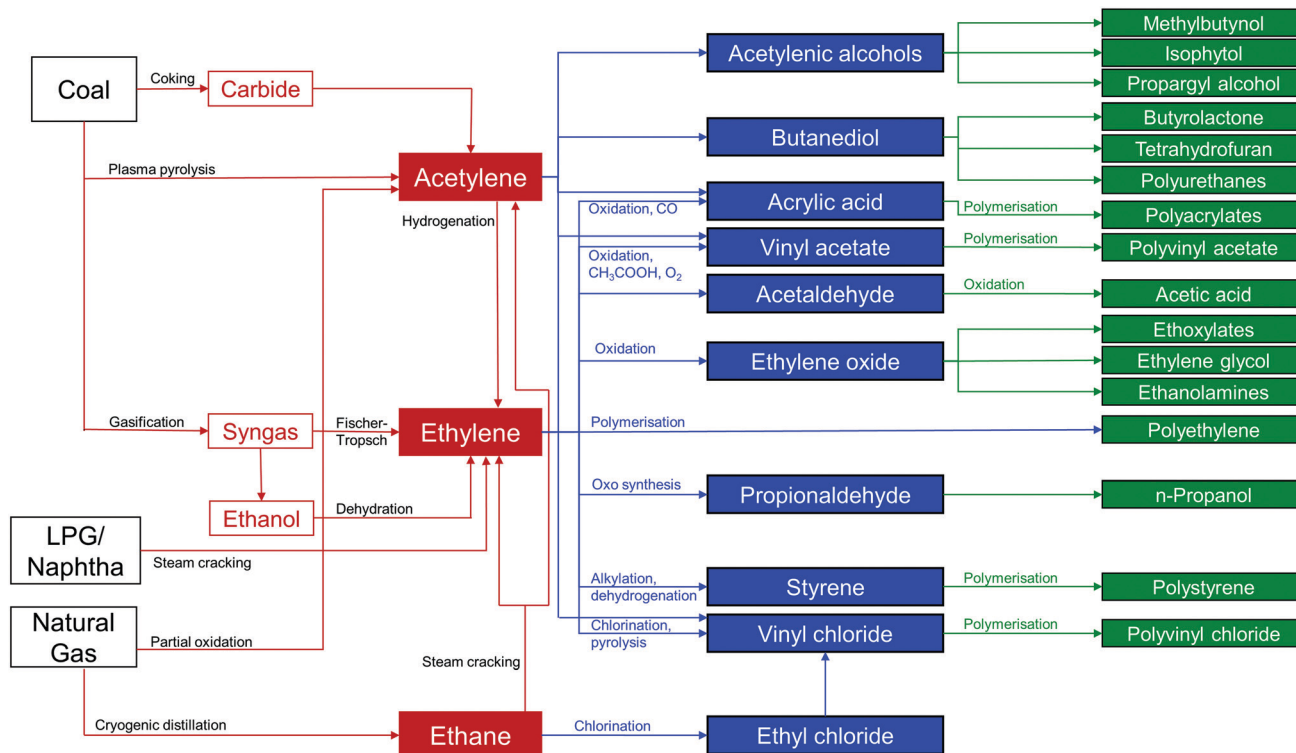 Methylbutynol
Acetylenic alcohols
Isophytol
Coal
Coking
Carbide
Propargyl alcohol
Butyrolactone
Butanediol
Tetrahydrofuran
Plasma pyrolysis
Acetylene
Polyurethanes
Hydrogenation
Oxidation, CO
Acrylic acid
Polymerisation
Polyacrylates
Vinyl acetate
Polymerisation
Polyvinyl acetate
Oxidation,
CH₃COOH, O₂
Acetaldehyde
Oxidation
Acetic acid
Ethoxylates
Oxidation
Ethylene oxide
Ethylene glycol
Ethanolamines
Gasification
Syngas
Fischer-
Tropsch
Ethylene
Polymerisation
Polyethylene
Oxo synthesis
Propionaldehyde
n-Propanol
Ethanol
Dehydration
LPG/
Naphtha
Steam cracking
Alkylation,
dehydrogenation
Styrene
Polymerisation
Polystyrene
Natural
Gas
Partial oxidation
Chlorination,
pyrolysis
Vinyl chloride
Polymerisation
Polyvinyl chloride
Steam cracking
Cryogenic distillation
Ethane
Chlorination
Ethyl chloride